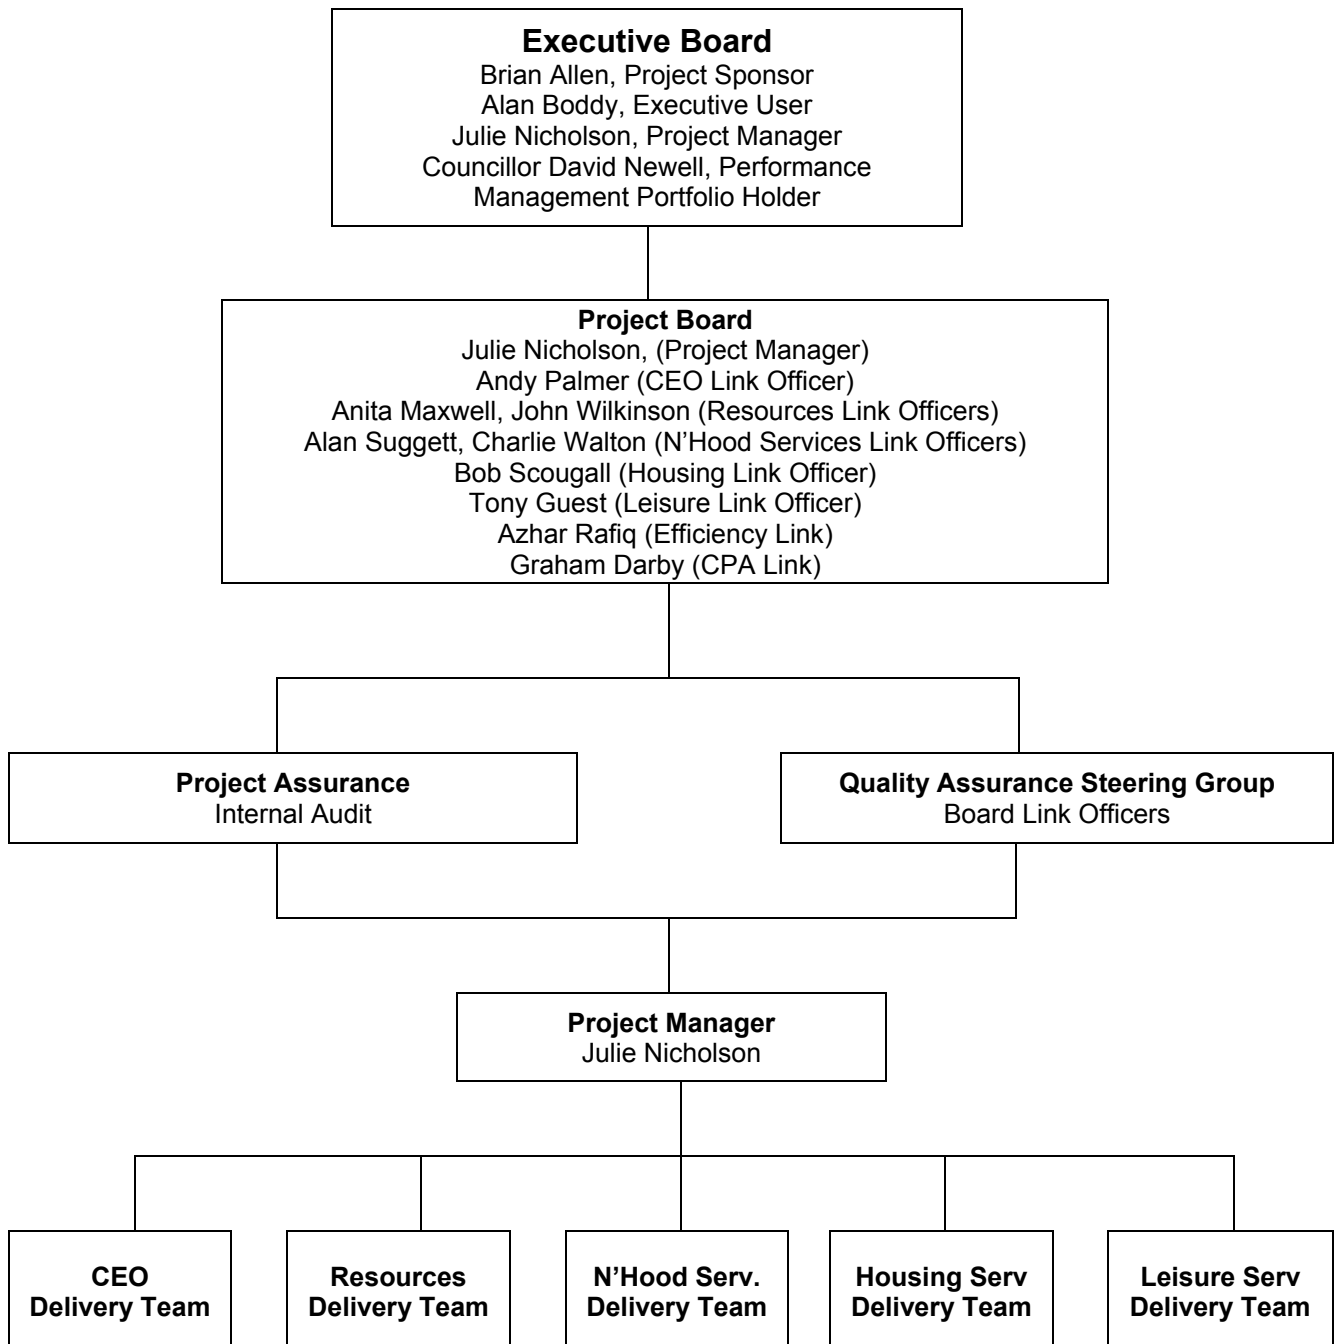 Executive Board
Brian Allen, Project Sponsor
Alan Boddy, Executive User
Julie Nicholson, Project Manager
Councillor David Newell, Performance
Management Portfolio Holder
Project Board
Julie Nicholson, (Project Manager)
Andy Palmer (CEO Link Officer)
Anita Maxwell, John Wilkinson (Resources Link Officers)
Alan Suggett, Charlie Walton (N’Hood Services Link Officers)
Bob Scougall (Housing Link Officer)
Tony Guest (Leisure Link Officer)
Azhar Rafiq (Efficiency Link)
Graham Darby (CPA Link)
Project Assurance
Internal Audit
Quality Assurance Steering Group
Board Link Officers
Project Manager
Julie Nicholson
CEO
Delivery Team
Resources
Delivery Team
N’Hood Serv.
Delivery Team
Housing Serv
Delivery Team
Leisure Serv
Delivery Team